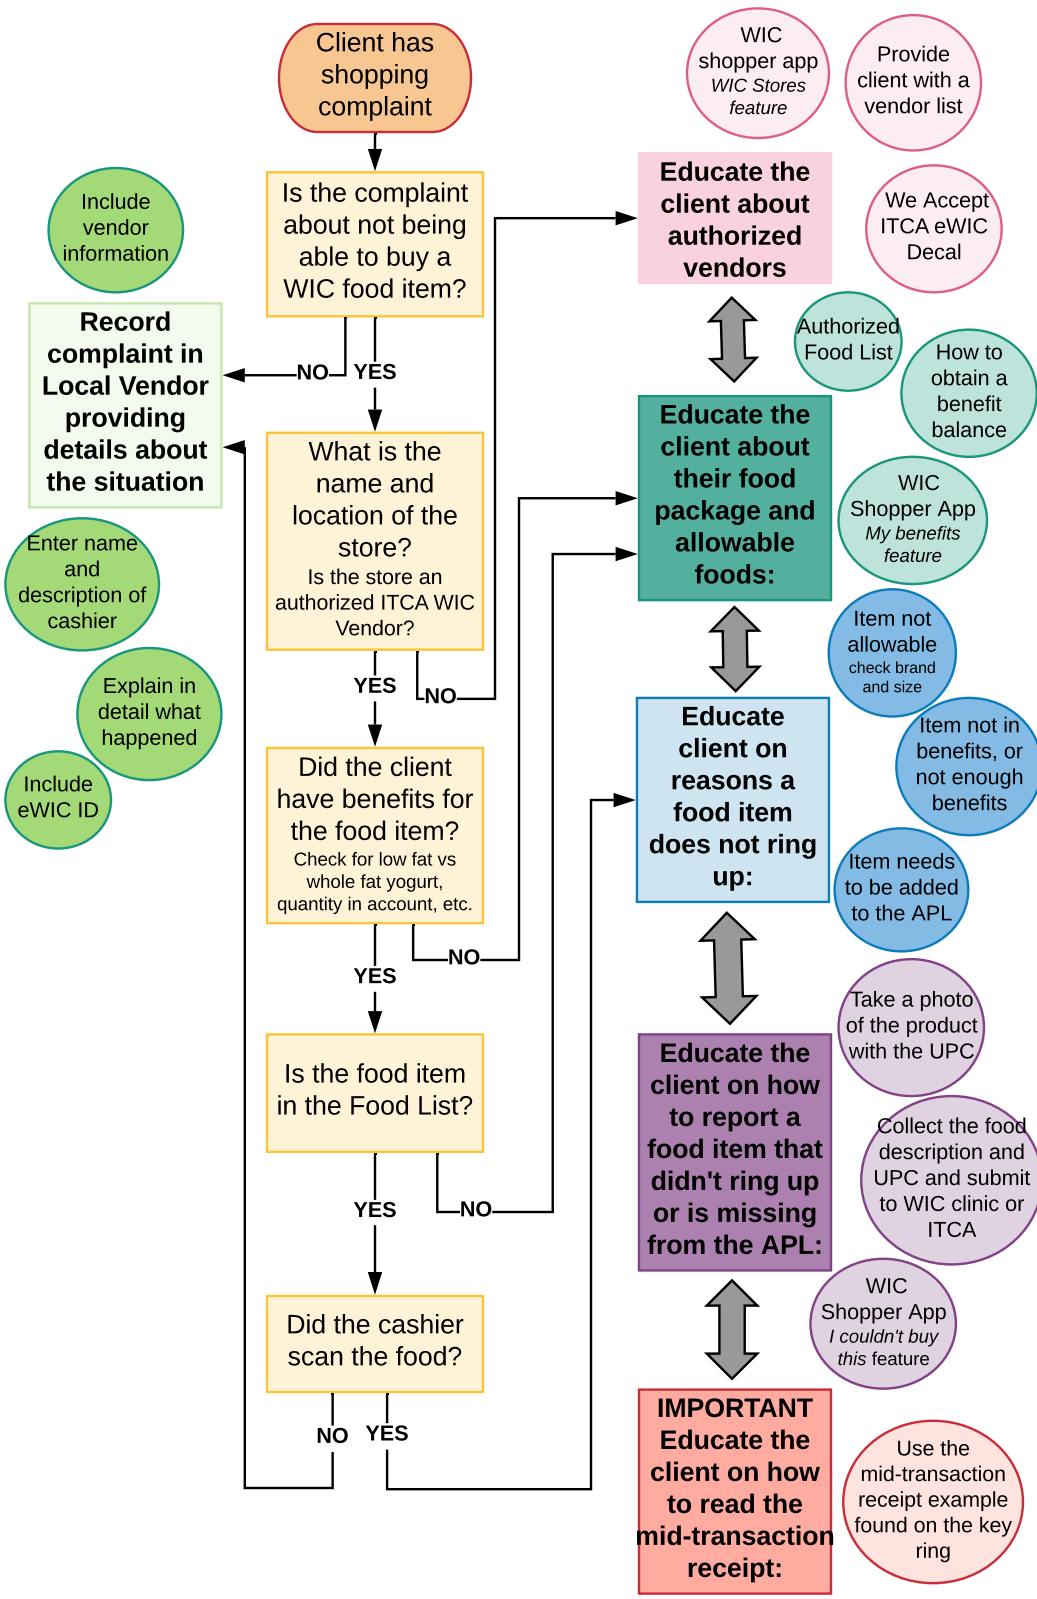 Client has
shopping
complaint
Is the complaint
about not being
able to buy a
WIC food item?
NO
YES
What is the
name and
location of the
store?
Is the store an
authorized ITCA WIC
Vendor?
YES
NO
Did the client
have benefits for
the food item?
Check for low fat vs
whole fat yogurt,
quantity in account, etc.
NO
YES
Is the food item
in the Food List?
YES
NO
Did the cashier
scan the food?
NO
YES
Include
vendor
information
Record
complaint in
Local Vendor
providing
details about
the situation
Enter name
and
description of
cashier
Explain in
detail what
happened
Include
eWIC ID
WIC
shopper app
WIC Stores
feature
Provide
client with a
vendor list
Educate the
client about
authorized
vendors
We Accept
ITCA eWIC
Decal
Authorized
Food List
How to
obtain a
benefit
balance
Educate the
client about
their food
package and
allowable
foods:
WIC
Shopper App
My benefits
feature
Item not
allowable
check brand
and size
Educate
client on
reasons a
food item
does not ring
up:
Item not in
benefits, or
not enough
benefits
Item needs
to be added
to the APL
Take a photo
of the product
with the UPC
Educate the
client on how
to report a
food item that
didn't ring up
or is missing
from the APL:
Collect the food
description and
UPC and submit
to WIC clinic or
ITCA
WIC
Shopper App
I couldn't buy
this feature
IMPORTANT
Educate the
client on how
to read the
mid-transaction
receipt:
Use the
mid-transaction
receipt example
found on the key
ring